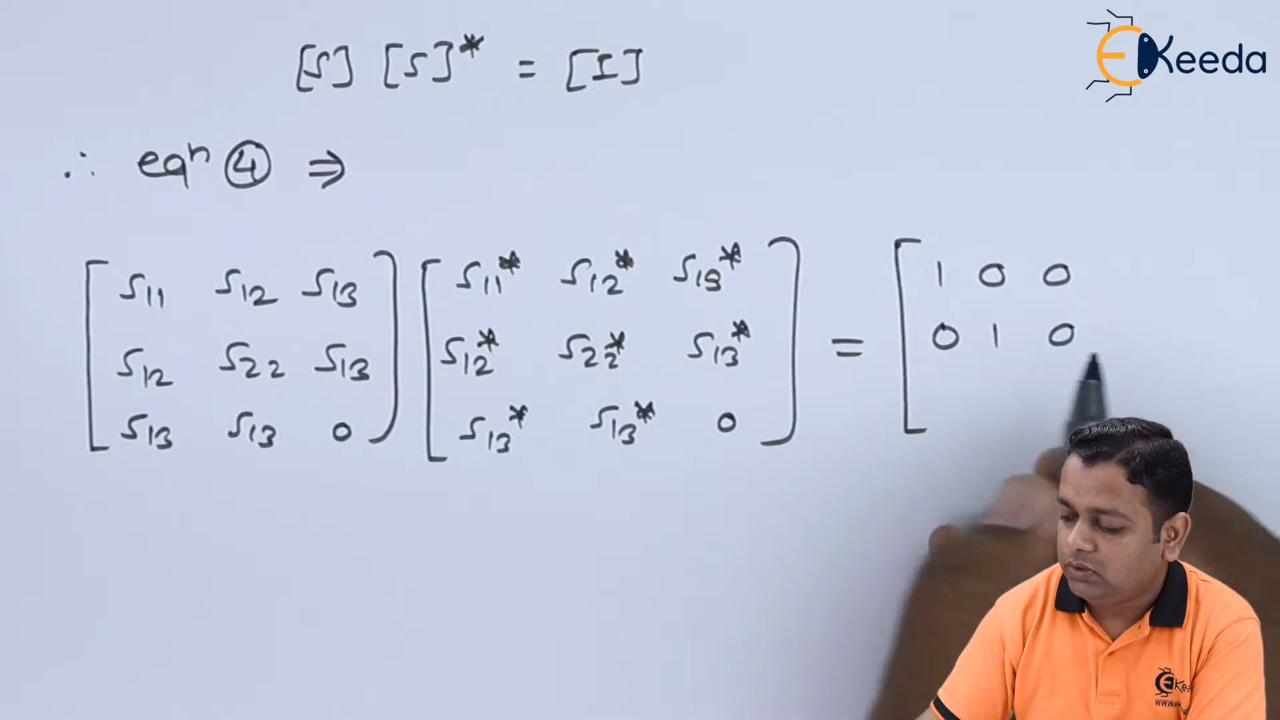 EKeeda
[S] [S]* = [I]
∴ eqn ④ ⇒
[S11 S12 S13] [S11* S12* S13*] = [1 0 0
[S12 S22 S13] [S12* S22* S13*] = [0 1 0
[S13 S13 0] [S13* S13* 0]